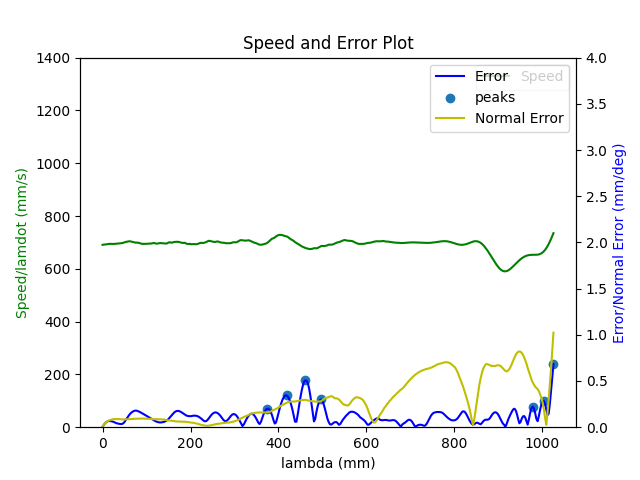 Speed and Error Plot
1400
1200
1000
800
600
400
200
0
Speed/lamdot (mm/s)
4.0
3.5
3.0
2.5
2.0
1.5
1.0
0.5
0.0
Error/Normal Error (mm/deg)
Speed
Error
peaks
Normal Error
0 200 400 600 800 1000
lambda (mm)